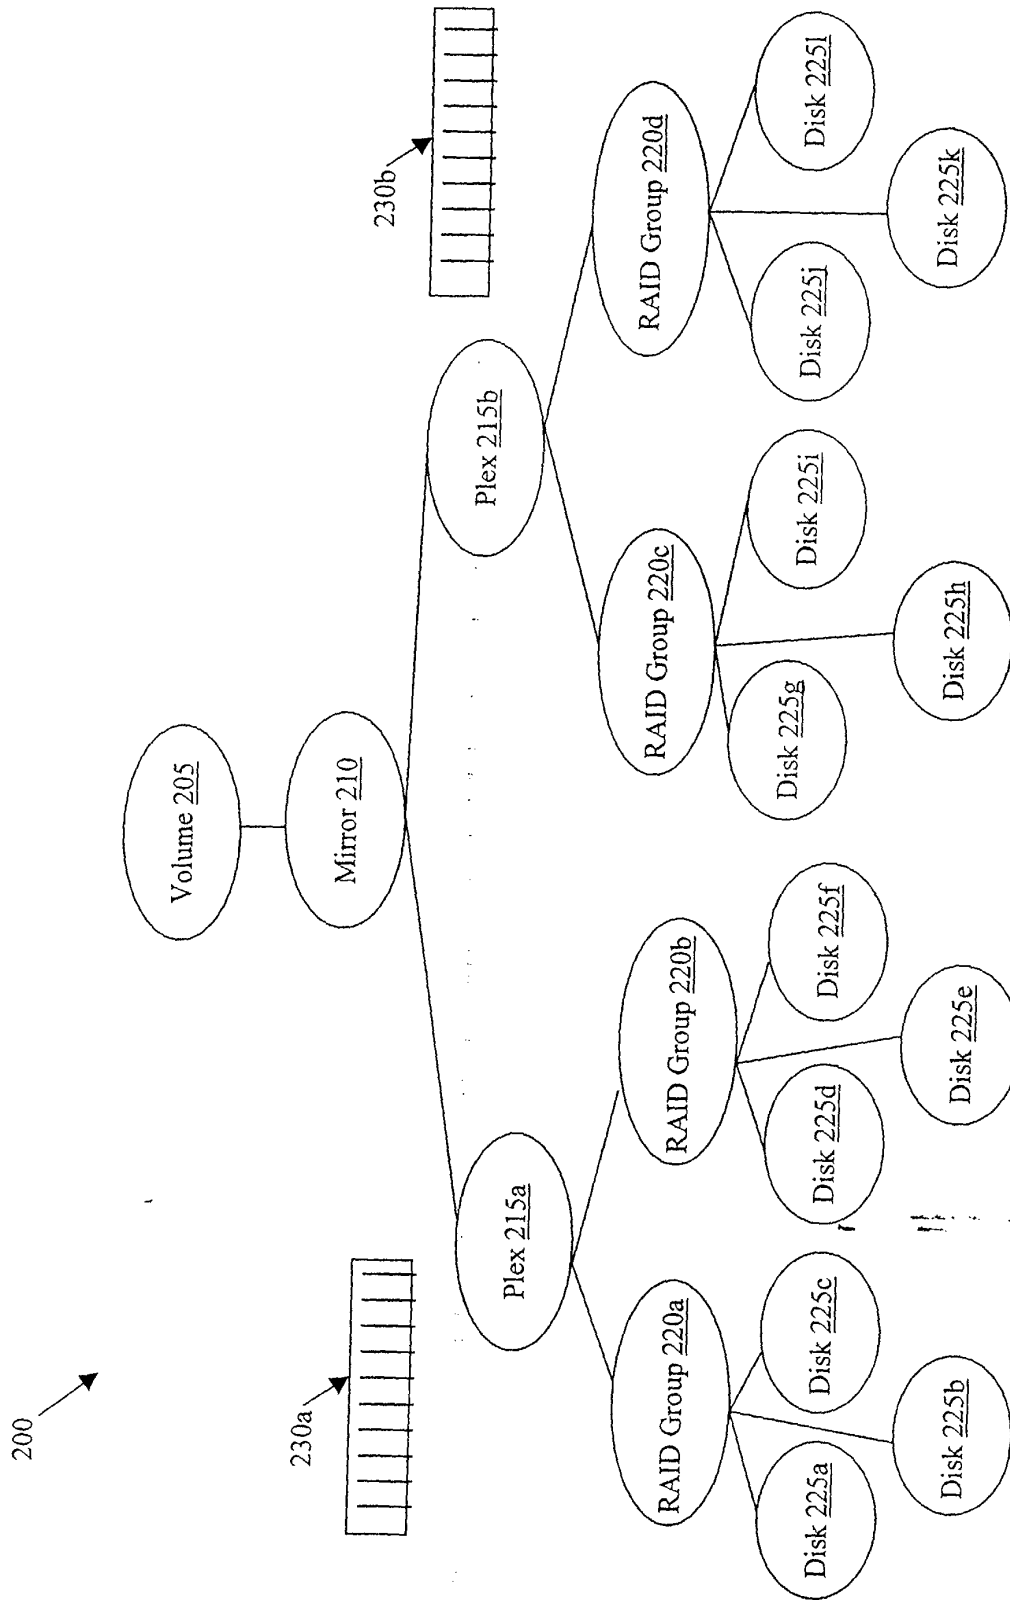 200
Volume 205
Mirror 210
230a
230b
Plex 215a
Plex 215b
RAID Group 220a
RAID Group 220b
RAID Group 220c
RAID Group 220d
Disk 225a
Disk 225b
Disk 225c
Disk 225d
Disk 225e
Disk 225f
Disk 225g
Disk 225h
Disk 225i
Disk 225j
Disk 225k
Disk 225l